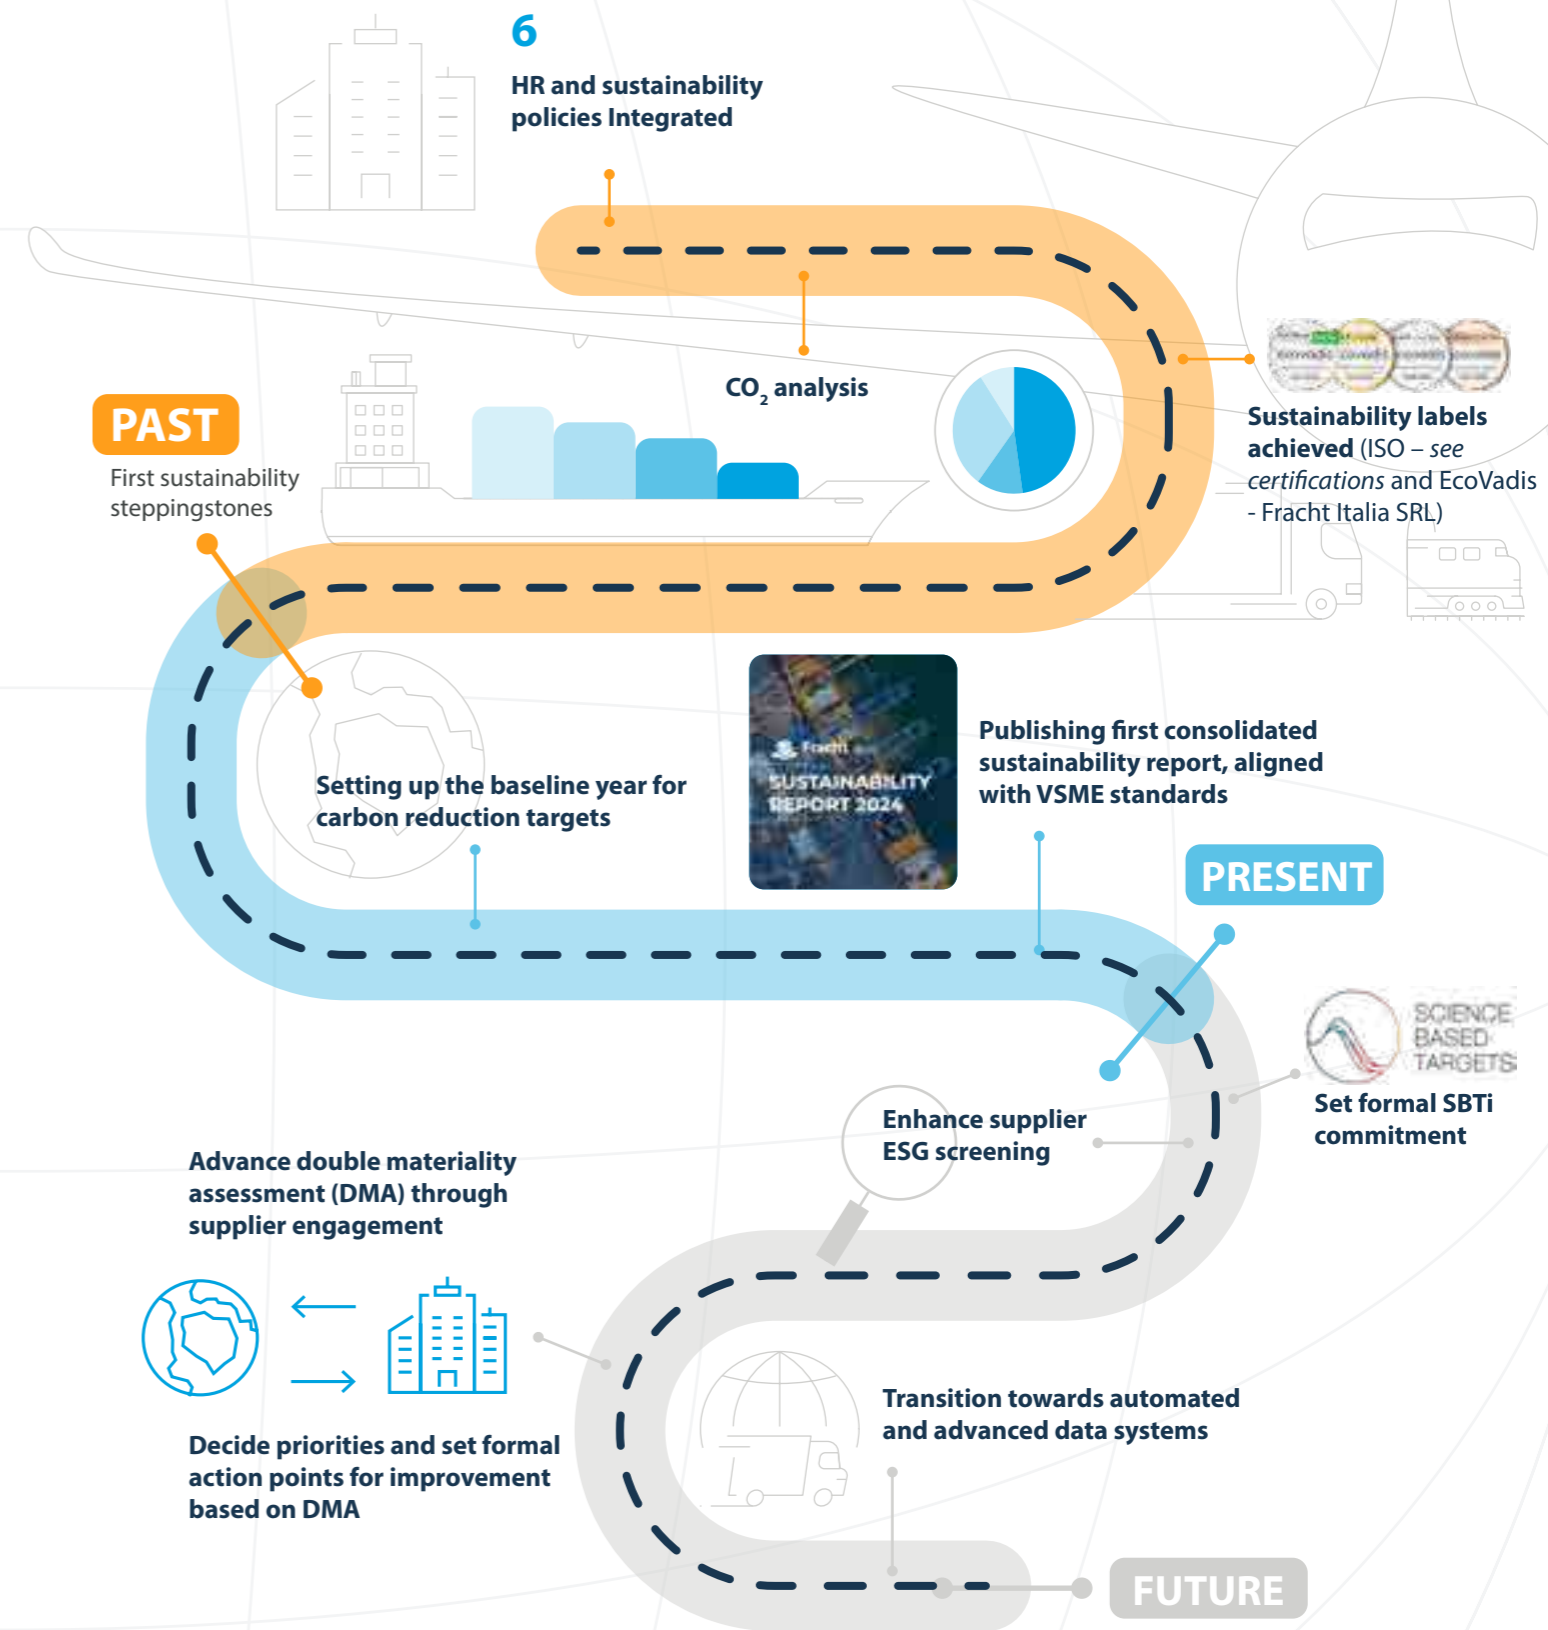 6
HR and sustainability
policies Integrated
CO2 analysis
PAST
First sustainability
steppingstones
Sustainability labels
achieved (ISO – see
certifications and EcoVadis
- Fracht Italia SRL)
Fracht
SUSTAINABILITY
REPORT 2024
Publishing first consolidated
sustainability report, aligned
with VSME standards
Setting up the baseline year for
carbon reduction targets
PRESENT
SCIENCE
BASED
TARGETS
Set formal SBTi
commitment
Enhance supplier
ESG screening
Advance double materiality
assessment (DMA) through
supplier engagement
Decide priorities and set formal
action points for improvement
based on DMA
Transition towards automated
and advanced data systems
FUTURE